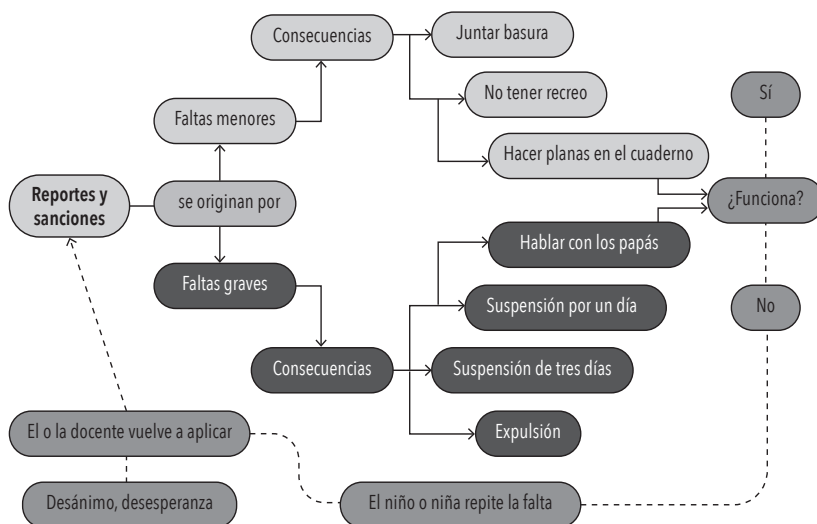 Consecuencias
Juntar basura
No tener recreo
Hacer planas en el cuaderno
Faltas menores
Reportes y
sanciones
se originan por
Faltas graves
Consecuencias
Hablar con los papás
Suspensión por un día
Suspensión de tres días
Expulsión
Sí
¿Funciona?
No
El niño o niña repite la falta
El o la docente vuelve a aplicar
Desánimo, desesperanza